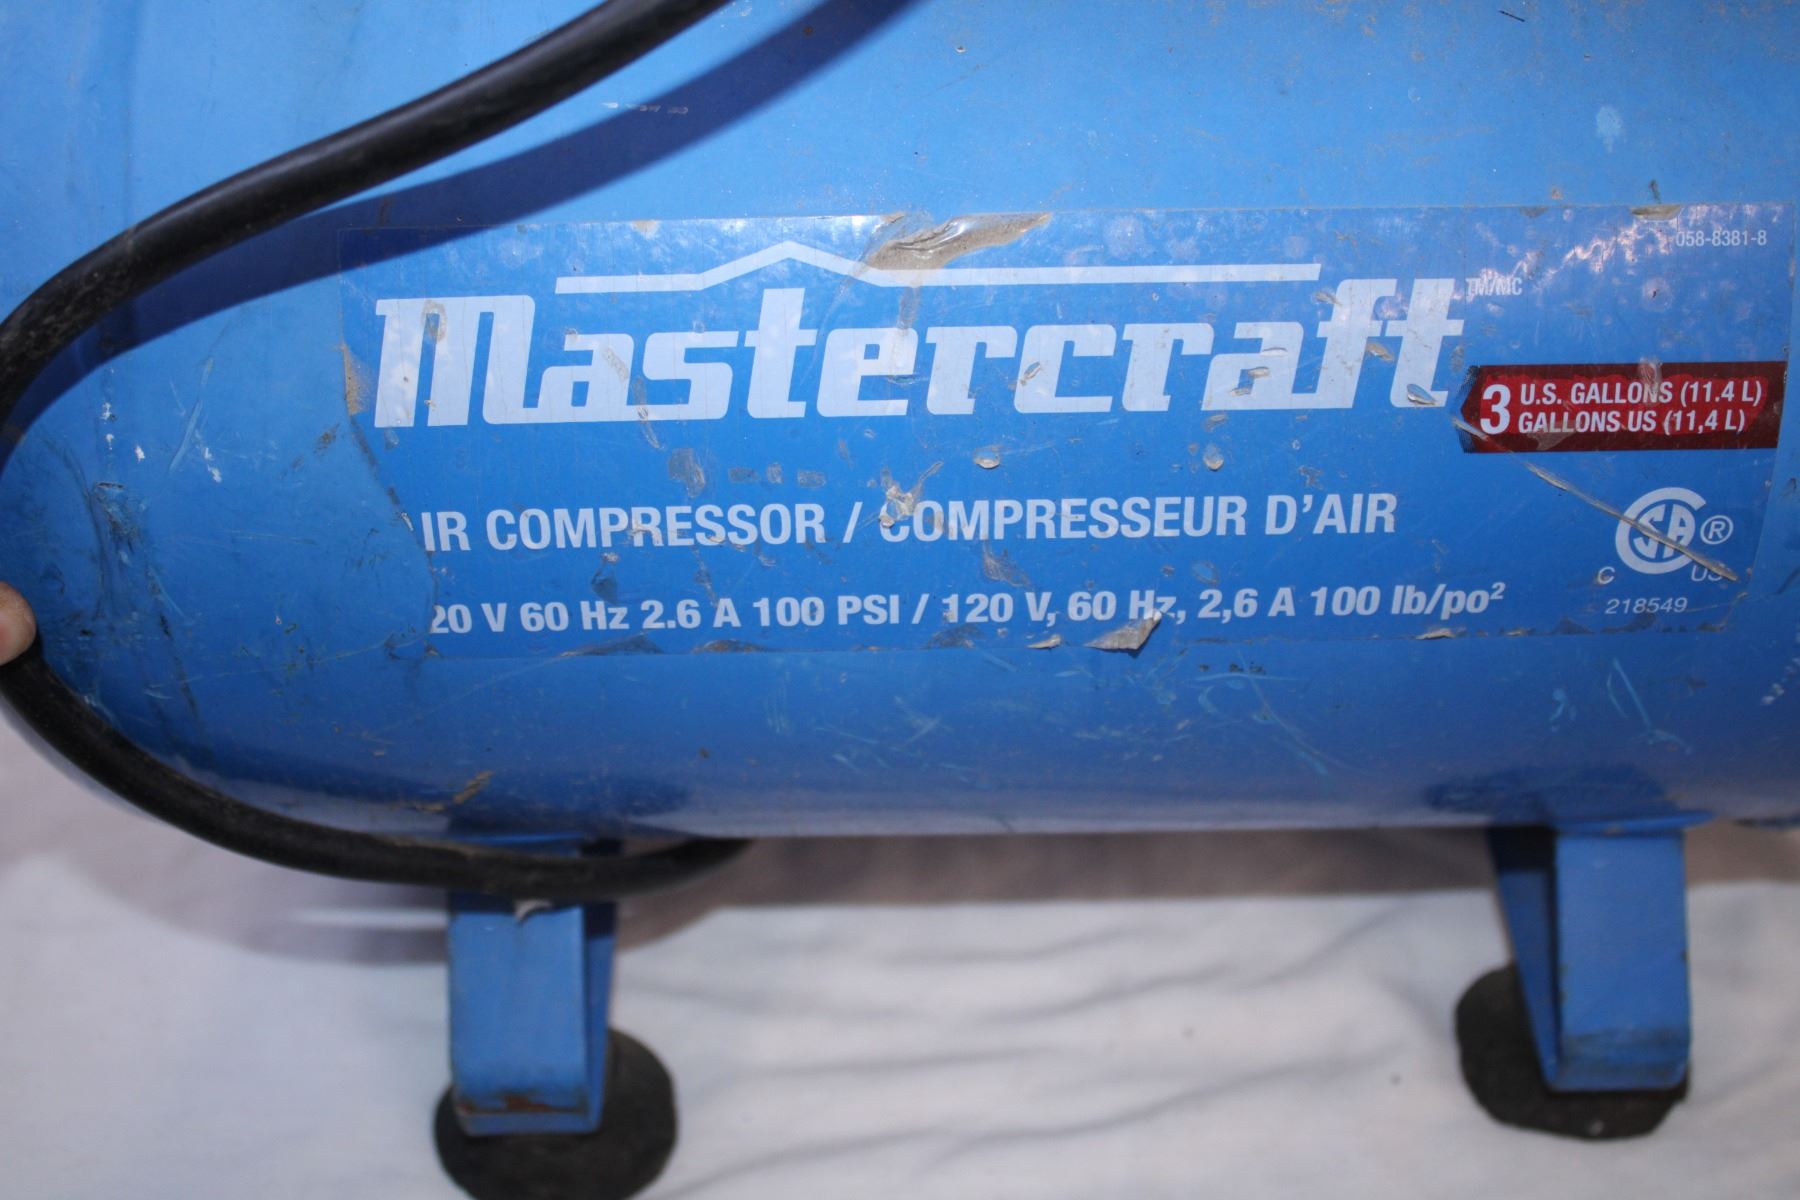 058-8381-8
Mastercraft TM/MC
3 U.S. GALLONS (11.4 L)
GALLONS US (11,4 L)
IR COMPRESSOR / COMPRESSEUR D'AIR
20 V 60 Hz 2.6 A 100 PSI / 120 V, 60 Hz, 2,6 A 100 lb/po²
CSA ®
C US
218549